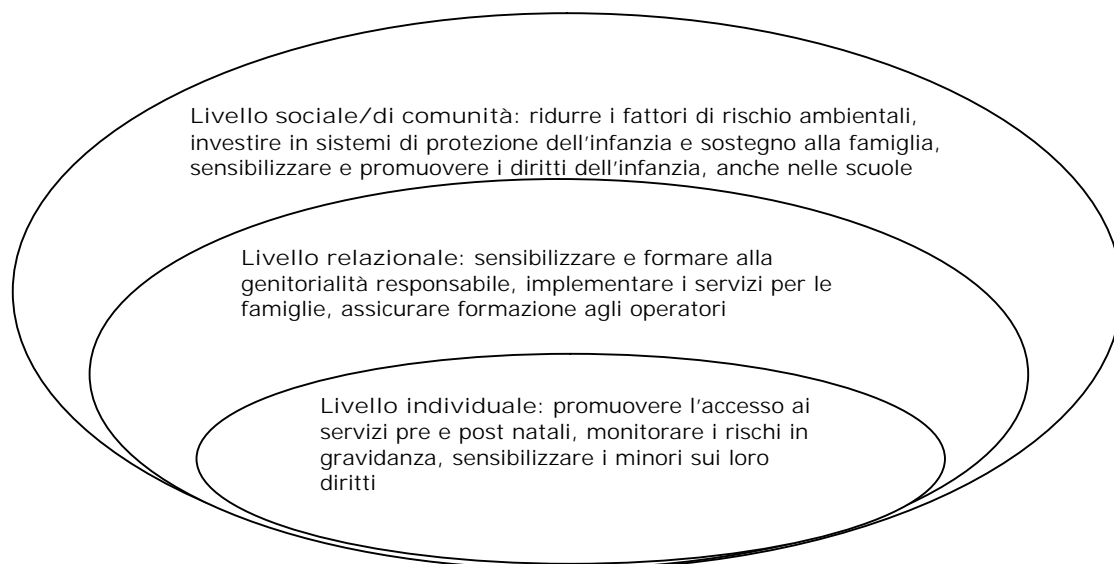 Livello sociale/di comunità: ridurre i fattori di rischio ambientali,
investire in sistemi di protezione dell'infanzia e sostegno alla famiglia,
sensibilizzare e promuovere i diritti dell'infanzia, anche nelle scuole
Livello relazionale: sensibilizzare e formare alla
genitorialità responsabile, implementare i servizi per le
famiglie, assicurare formazione agli operatori
Livello individuale: promuovere l'accesso ai
servizi pre e post natali, monitorare i rischi in
gravidanza, sensibilizzare i minori sui loro
diritti